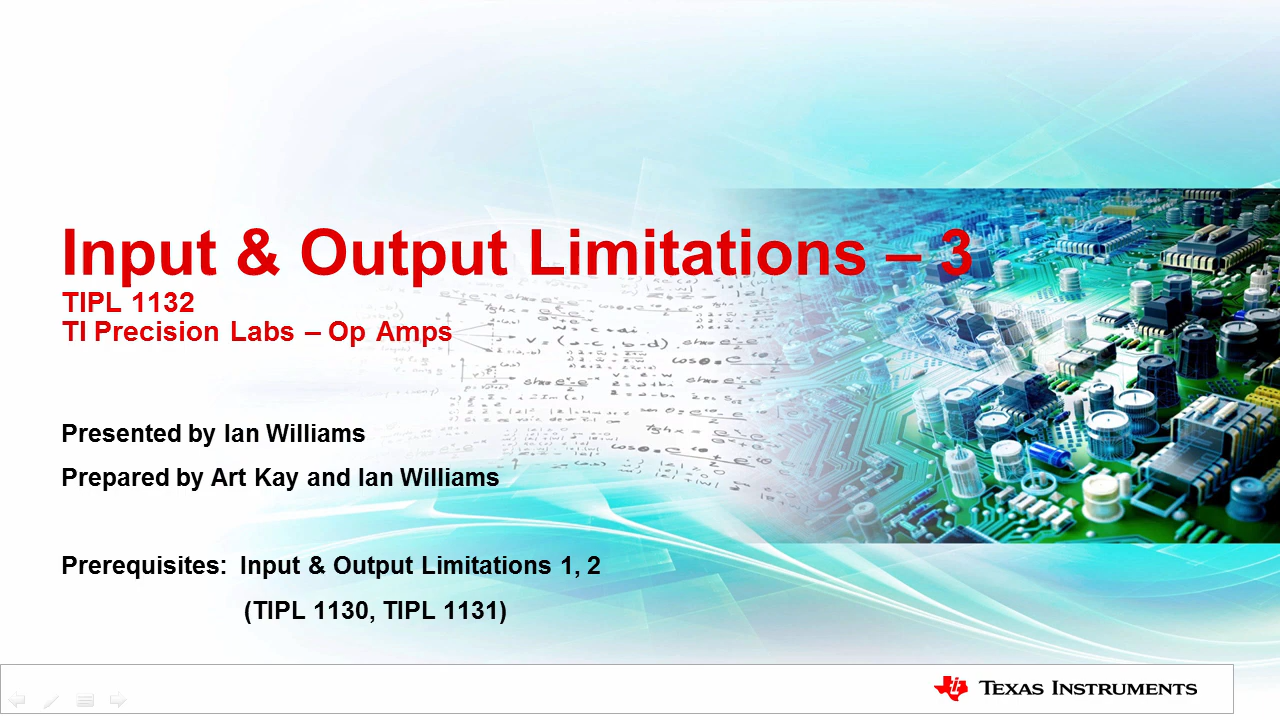 Input & Output Limitations – 3
TIPL 1132
TI Precision Labs – Op Amps
Presented by Ian Williams
Prepared by Art Kay and Ian Williams
Prerequisites: Input & Output Limitations 1, 2
(TIPL 1130, TIPL 1131)
TEXAS INSTRUMENTS